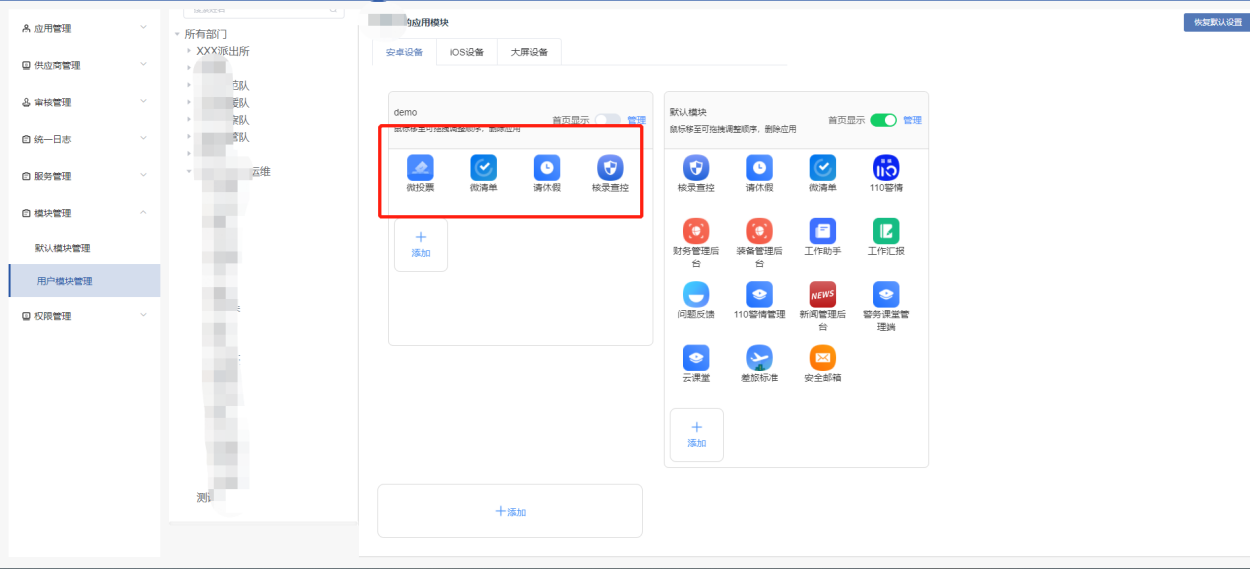 应用管理
供应商管理
审核管理
统一日志
服务管理
模块管理
默认模块管理
用户模块管理
权限管理
搜索姓名
所有部门
XXX派出所
范队
队
队
队
运维
测
的应用模块
恢复默认设置
安卓设备
IOS设备
大屏设备
demo
鼠标移至可拖拽调整顺序、删除应用
首页显示
管理
微投票
微清单
请休假
核录查控
添加
默认模块
鼠标移至可拖拽调整顺序，删除应用
首页显示
管理
核录查控
请休假
微清单
110警情
财务管理后台
装备管理后台
工作助手
工作汇报
问题反馈
110警情管理
NEWS
新闻管理后台
警务课堂管理端
云课堂
差旅标准
安全邮箱
添加
添加